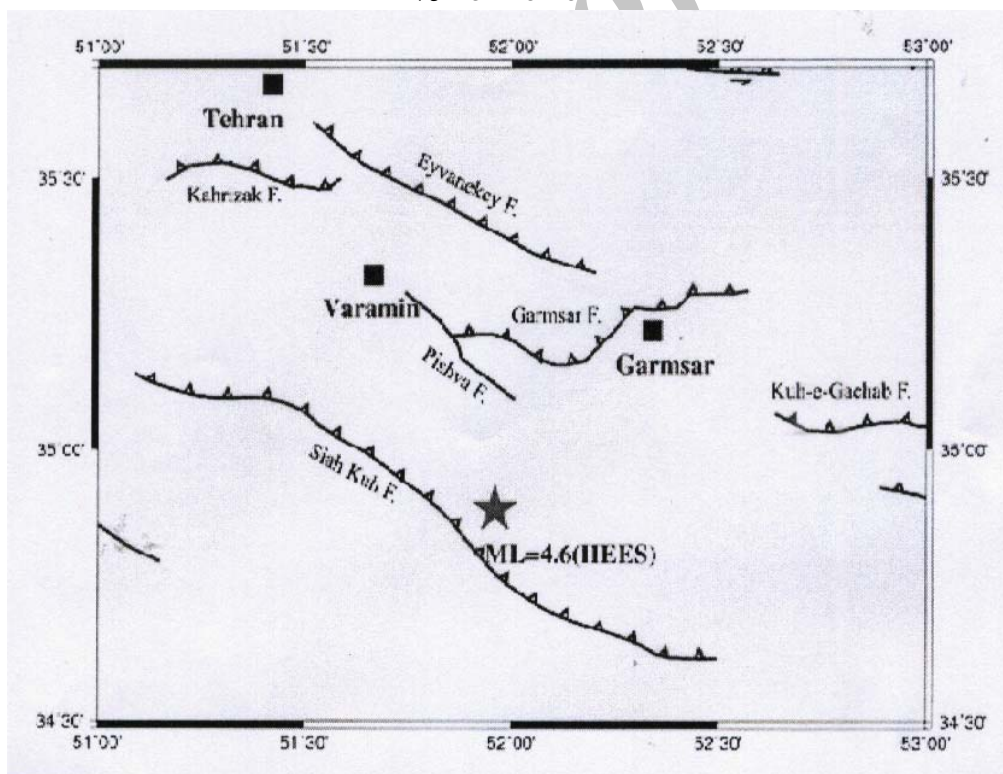 51°00' 51°30' 52°00' 52°30' 53°00'
Tehran
Eyvanekey F.
35°30' 35°30'
Kahrizak F.
Varamin
Garmsar F.
Pishva F.
Garmsar
Kuh-e-Gachab F.
35°00' 35°00'
Siah Kuh F.
ML=4.6(IIEES)
34°30' 34°30'
51°00' 51°30' 52°00' 52°30' 53°00'